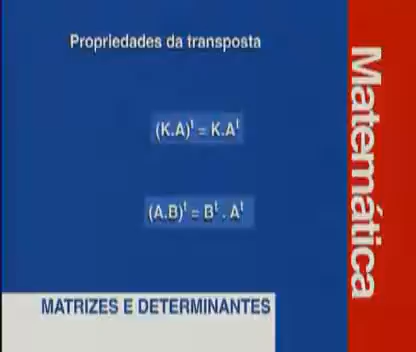 Propriedades da transposta
(K.A)ᵗ = K.Aᵗ
(A.B)ᵗ = Bᵗ . Aᵗ
MATRIZES E DETERMINANTES
Matemática